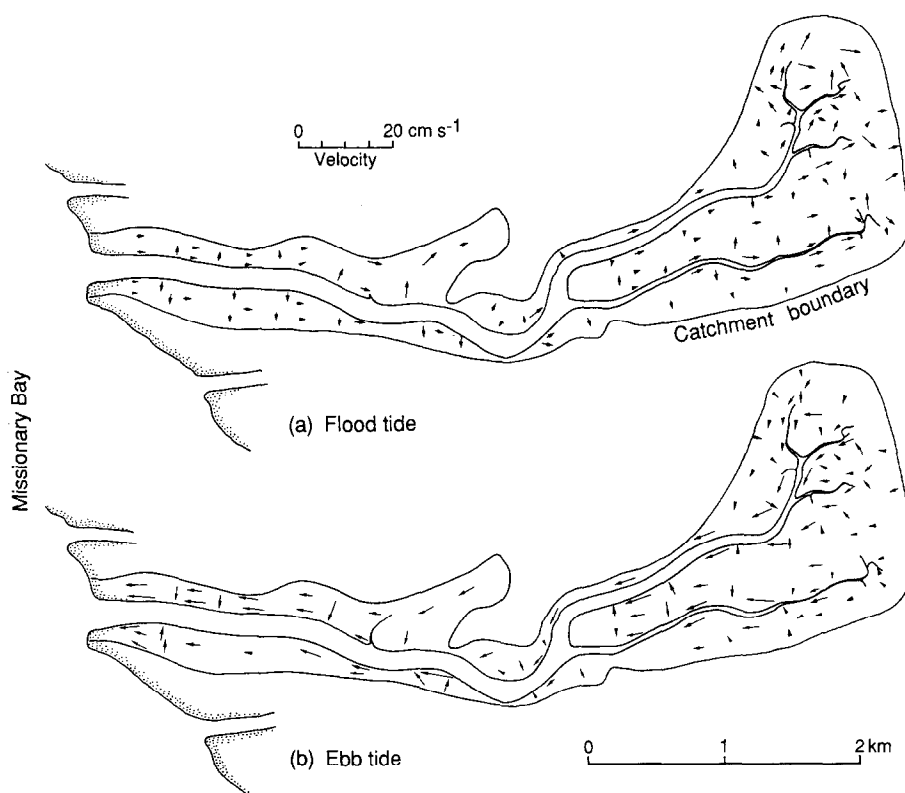 0 20 cm s⁻¹
Velocity
Catchment boundary
Missionary Bay
(a) Flood tide
(b) Ebb tide
0 1 2 km